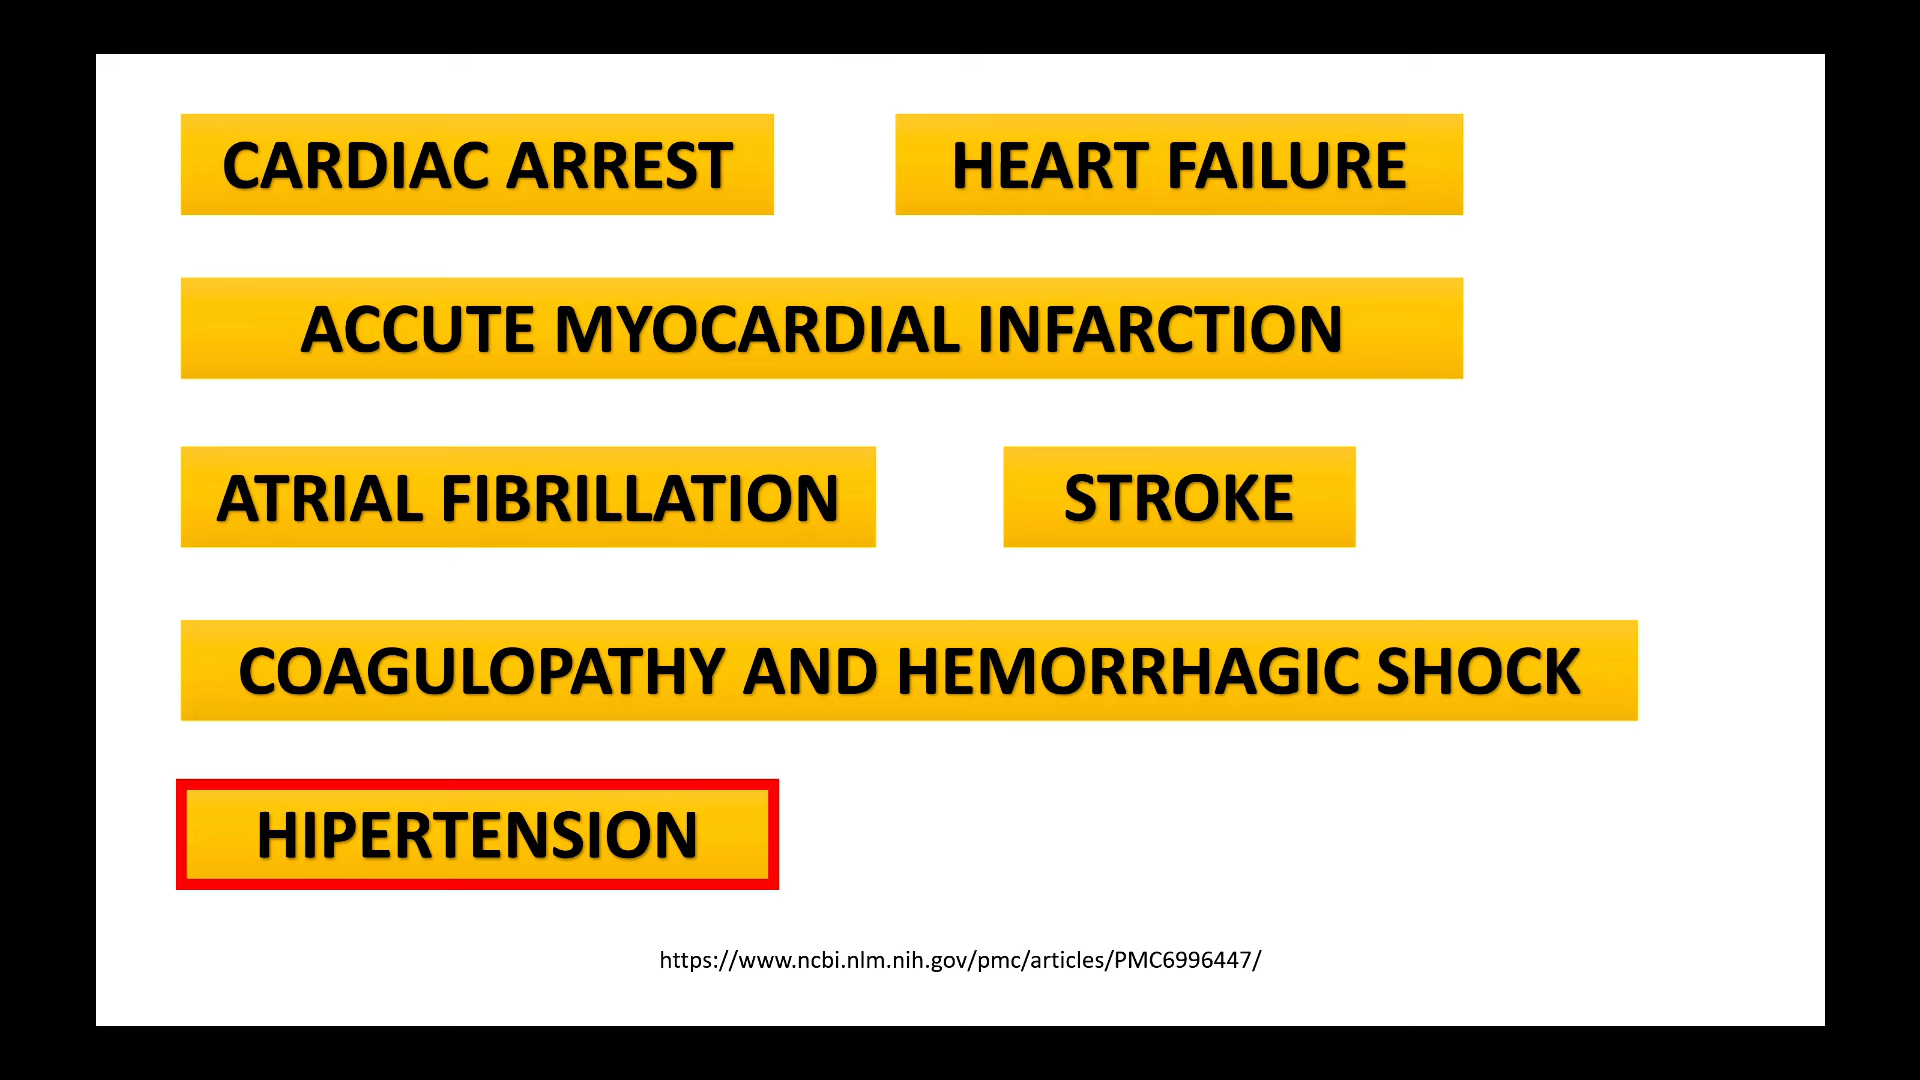 CARDIAC ARREST
HEART FAILURE
ACCUTE MYOCARDIAL INFARCTION
ATRIAL FIBRILLATION
STROKE
COAGULOPATHY AND HEMORRHAGIC SHOCK
HIPERTENSION
https://www.ncbi.nlm.nih.gov/pmc/articles/PMC6996447/